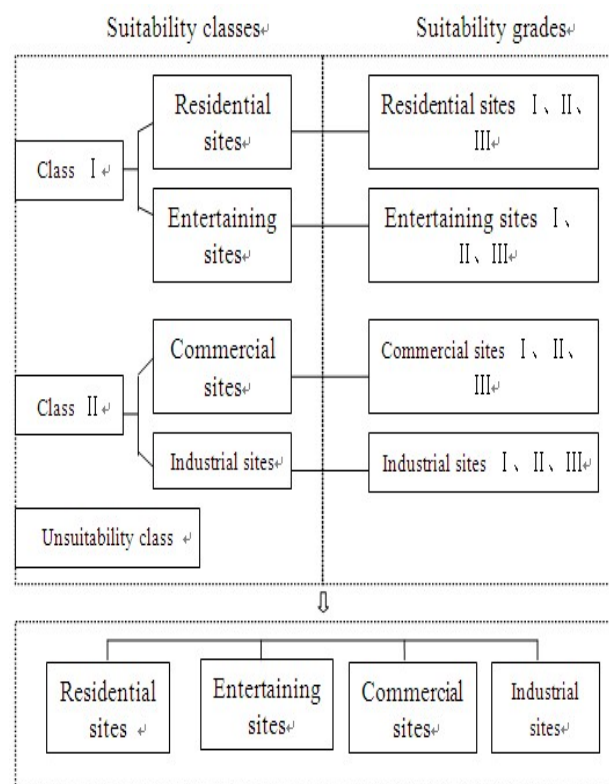 Suitability classes↵
Suitability grades↵
Class Ⅰ↵
Residential
sites↵
Residential sites Ⅰ、Ⅱ、
Ⅲ↵
Entertaining
sites↵
Entertaining sites Ⅰ、
Ⅱ、Ⅲ↵
Class Ⅱ↵
Commercial
sites↵
Commercial sites Ⅰ、Ⅱ、
Ⅲ↵
Industrial sites↵
Industrial sites Ⅰ、Ⅱ、Ⅲ↵
Unsuitability class ↵
Residential
sites ↵
Entertaining
sites↵
Commercial
sites↵
Industrial
sites↵